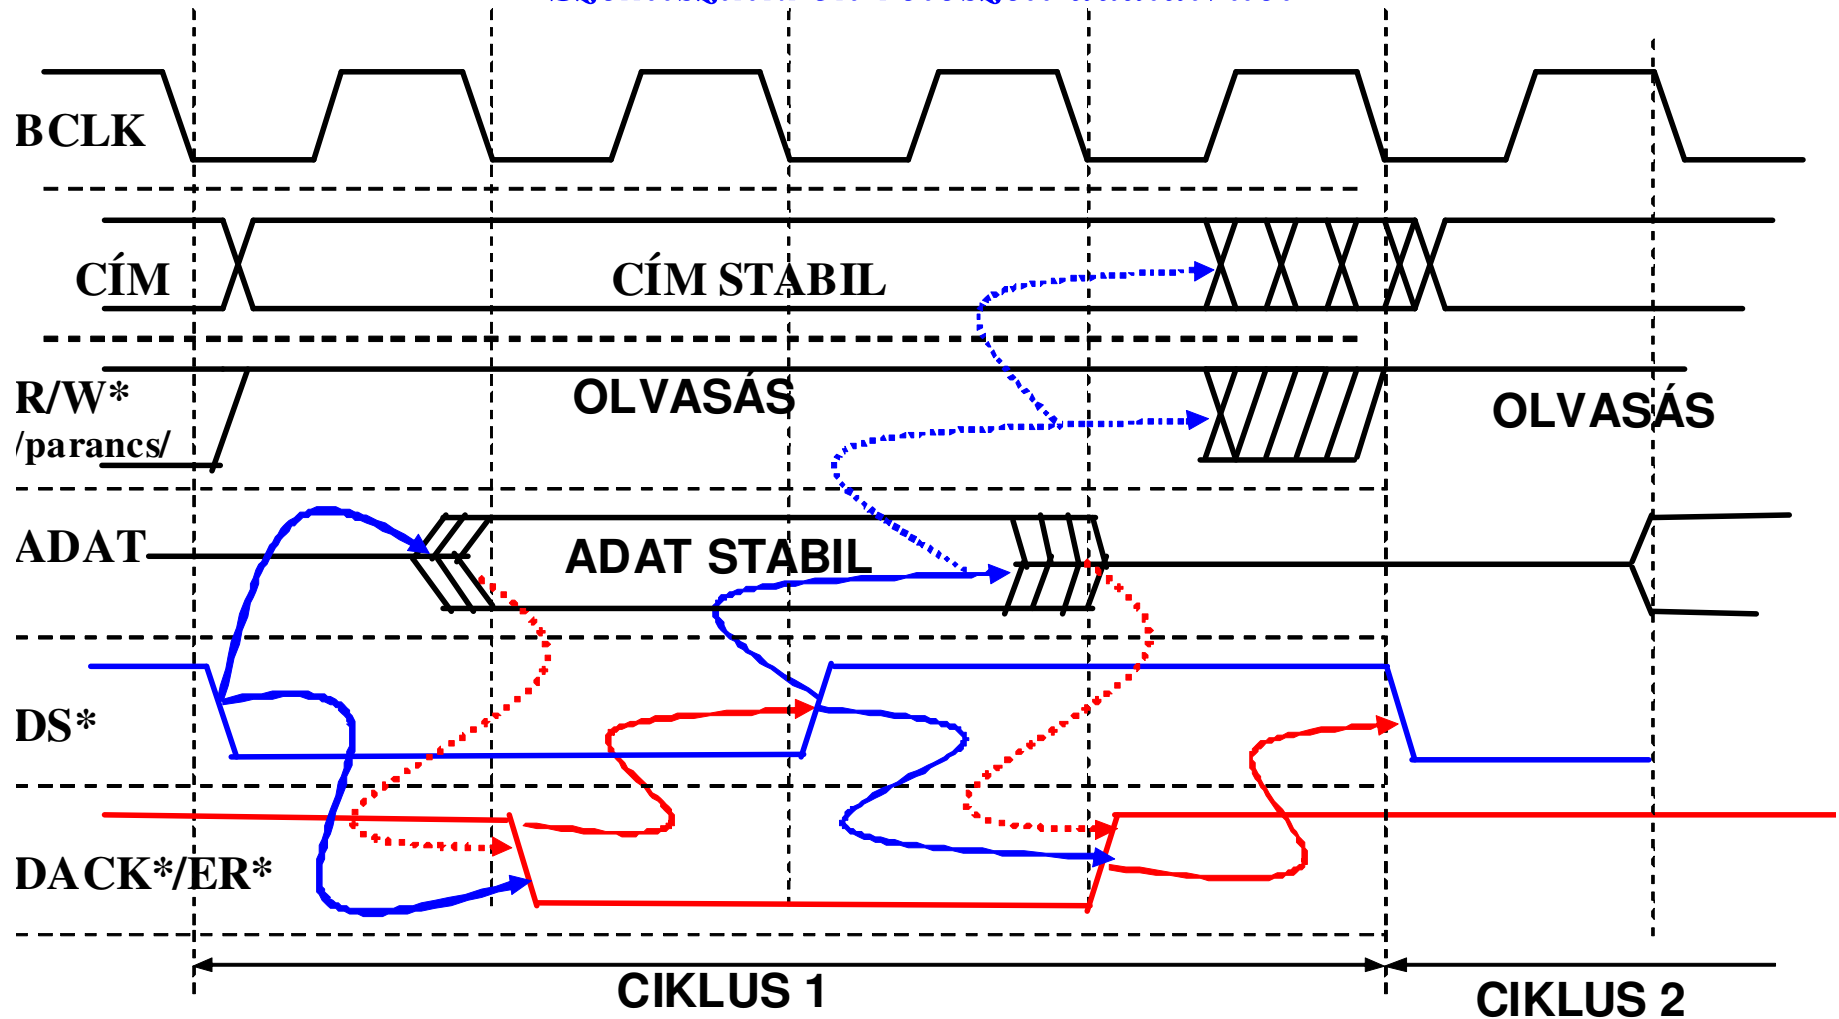 BCLK
CÍM
CÍM STABIL
R/W*
/parancs/
OLVASÁS
OLVASÁS
ADAT
ADAT STABIL
DS*
DACK*/ER*
CIKLUS 1
CIKLUS 2